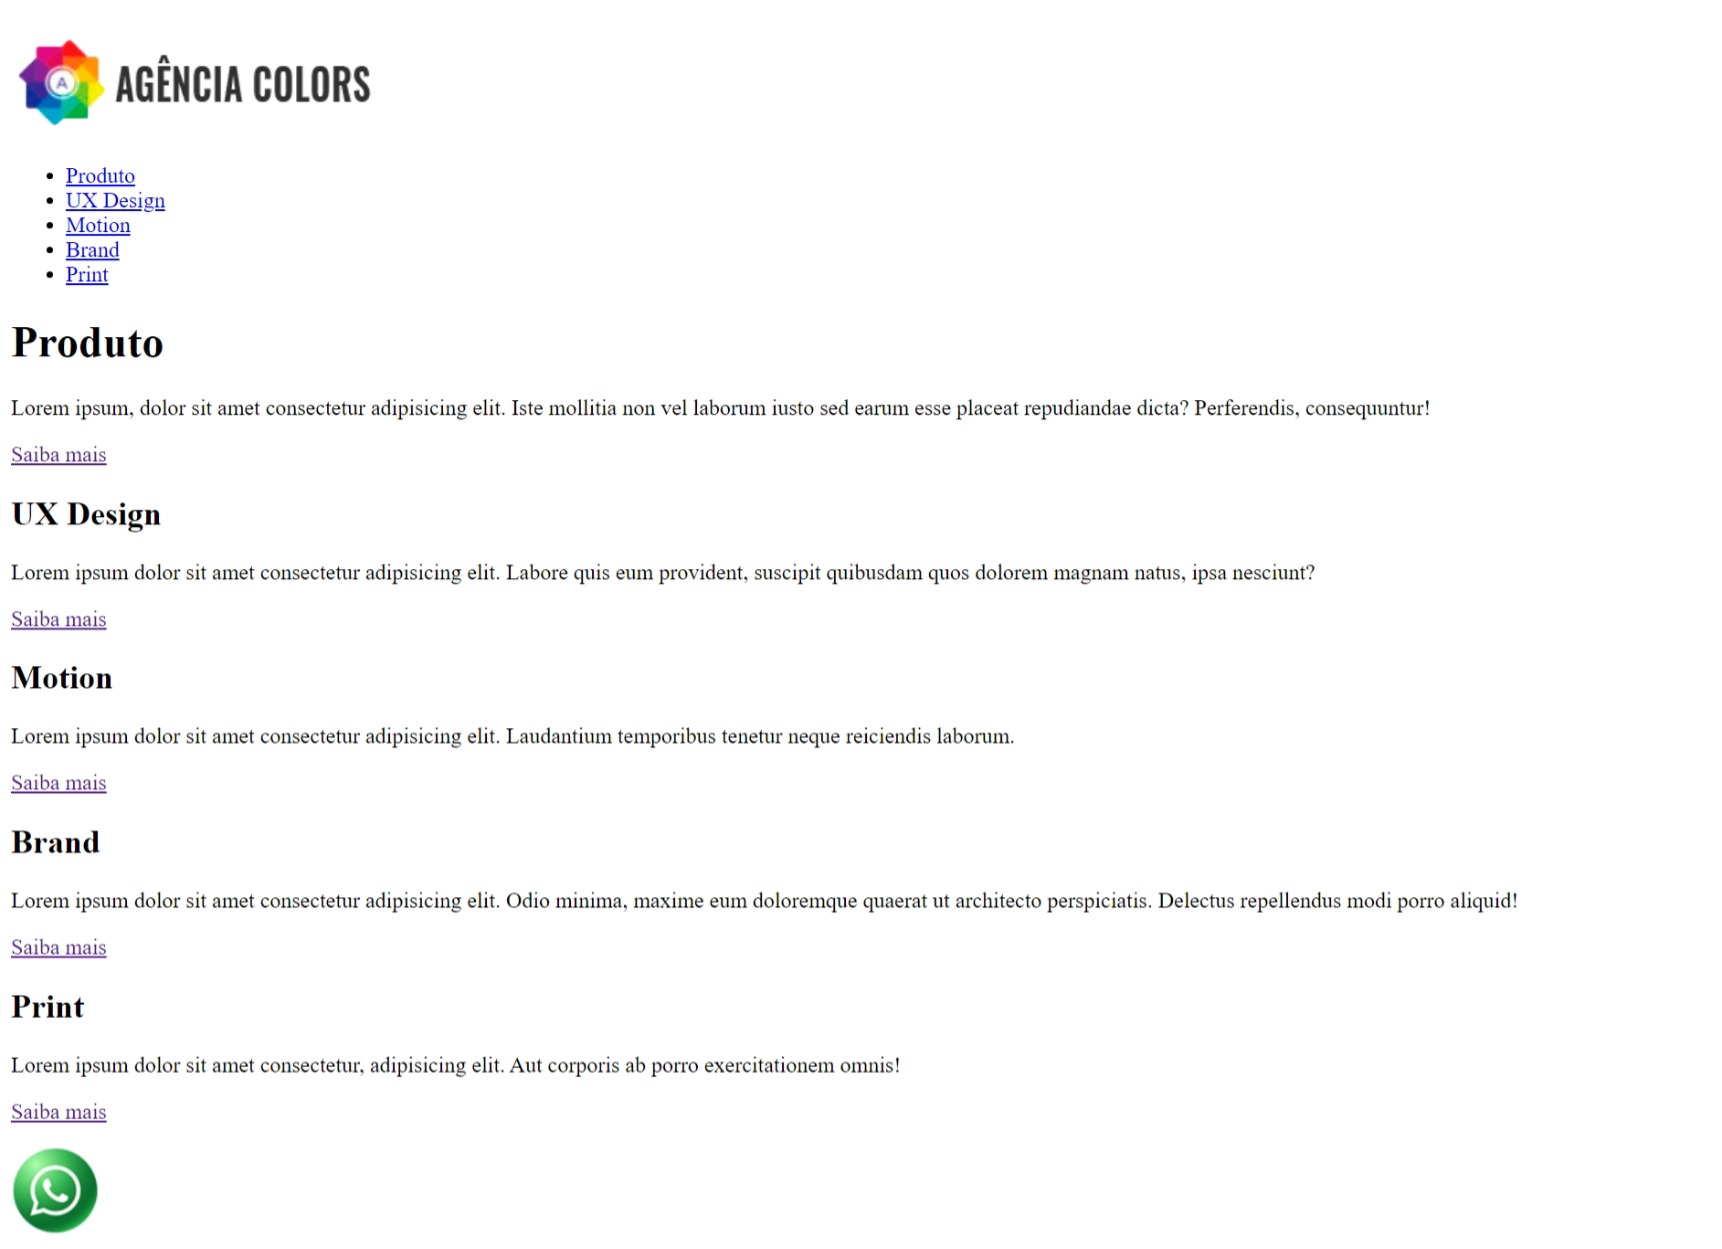 A AGÊNCIA COLORS
Produto
UX Design
Motion
Brand
Print
Produto
Lorem ipsum, dolor sit amet consectetur adipisicing elit. Iste mollitia non vel laborum iusto sed earum esse placeat repudiandae dicta? Perferendis, consequuntur!
Saiba mais
UX Design
Lorem ipsum dolor sit amet consectetur adipisicing elit. Labore quis eum provident, suscipit quibusdam quos dolorem magnam natus, ipsa nesciunt?
Saiba mais
Motion
Lorem ipsum dolor sit amet consectetur adipisicing elit. Laudantium temporibus tenetur neque reiciendis laborum.
Saiba mais
Brand
Lorem ipsum dolor sit amet consectetur adipisicing elit. Odio minima, maxime eum doloremque quaerat ut architecto perspiciatis. Delectus repellendus modi porro aliquid!
Saiba mais
Print
Lorem ipsum dolor sit amet consectetur, adipisicing elit. Aut corporis ab porro exercitationem omnis!
Saiba mais